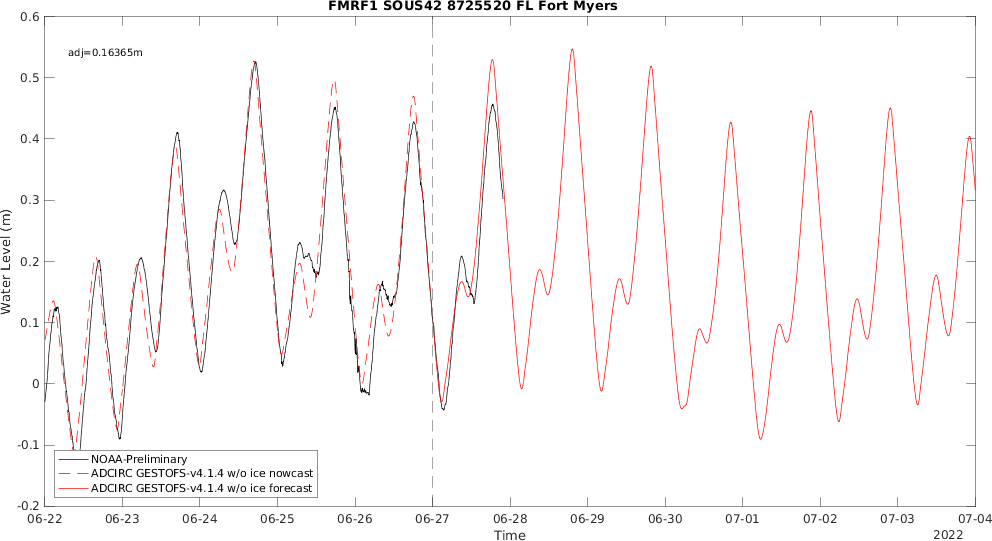 FMRF1 SOUS42 8725520 FL Fort Myers
0.6
adj=0.16365m
0.5
0.4
0.3
0.2
0.1
0
-0.1
-0.2
Water Level (m)
NOAA-Preliminary
ADCIRC GESTOFS-v4.1.4 w/o ice nowcast
ADCIRC GESTOFS-v4.1.4 w/o ice forecast
06-22 06-23 06-24 06-25 06-26 06-27 06-28 06-29 06-30 07-01 07-02 07-03 07-04
Time
2022